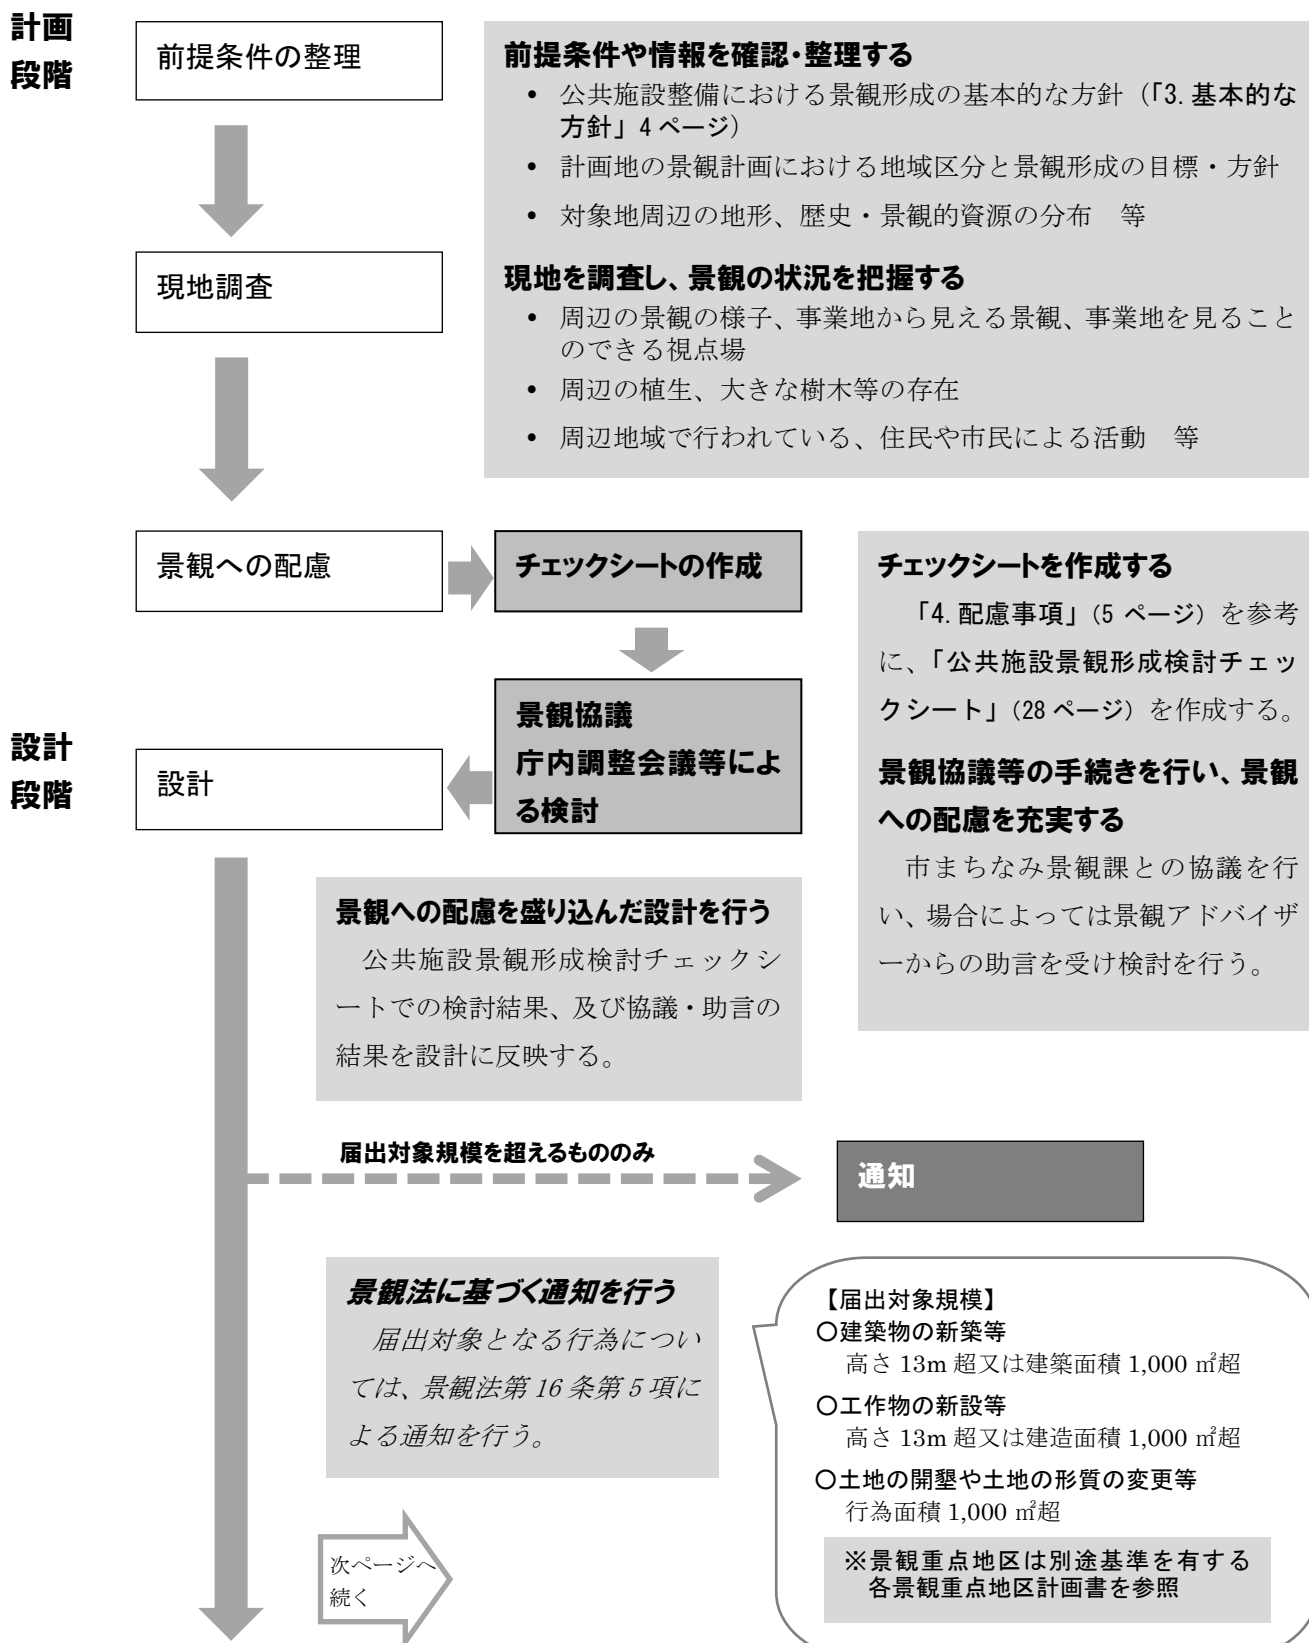 計画
段階
前提条件の整理
前提条件や情報を確認・整理する
• 公共施設整備における景観形成の基本的な方針（「3.基本的な
方針」4ページ）
• 計画地の景観計画における地域区分と景観形成の目標・方針
• 対象地周辺の地形、歴史・景観的資源の分布　等
現地調査
現地を調査し、景観の状況を把握する
• 周辺の景観の様子、事業地から見える景観、事業地を見ること
のできる視点場
• 周辺の植生、大きな樹木等の存在
• 周辺地域で行われている、住民や市民による活動　等
景観への配慮
チェックシートの作成
チェックシートを作成する
「4.配慮事項」（5 ページ）を参考
に、「公共施設景観形成検討チェッ
クシート」（28 ページ）を作成する。
景観協議等の手続きを行い、景観
への配慮を充実する
市まちなみ景観課との協議を行
い、場合によっては景観アドバイザ
ーからの助言を受け検討を行う。
景観協議
庁内調整会議等によ
る検討
設計
段階
設計
景観への配慮を盛り込んだ設計を行う
公共施設景観形成検討チェックシ
ートでの検討結果、及び協議・助言の
結果を設計に反映する。
届出対象規模を超えるもののみ
通知
景観法に基づく通知を行う
届出対象となる行為につい
ては、景観法第 16 条第 5 項に
よる通知を行う。
【届出対象規模】
〇建築物の新築等
高さ 13m 超又は建築面積 1,000 ㎡超
〇工作物の新設等
高さ 13m 超又は建造面積 1,000 ㎡超
〇土地の開墾や土地の形質の変更等
行為面積 1,000 ㎡超
※景観重点地区は別途基準を有する
各景観重点地区計画書を参照
次ページへ
続く